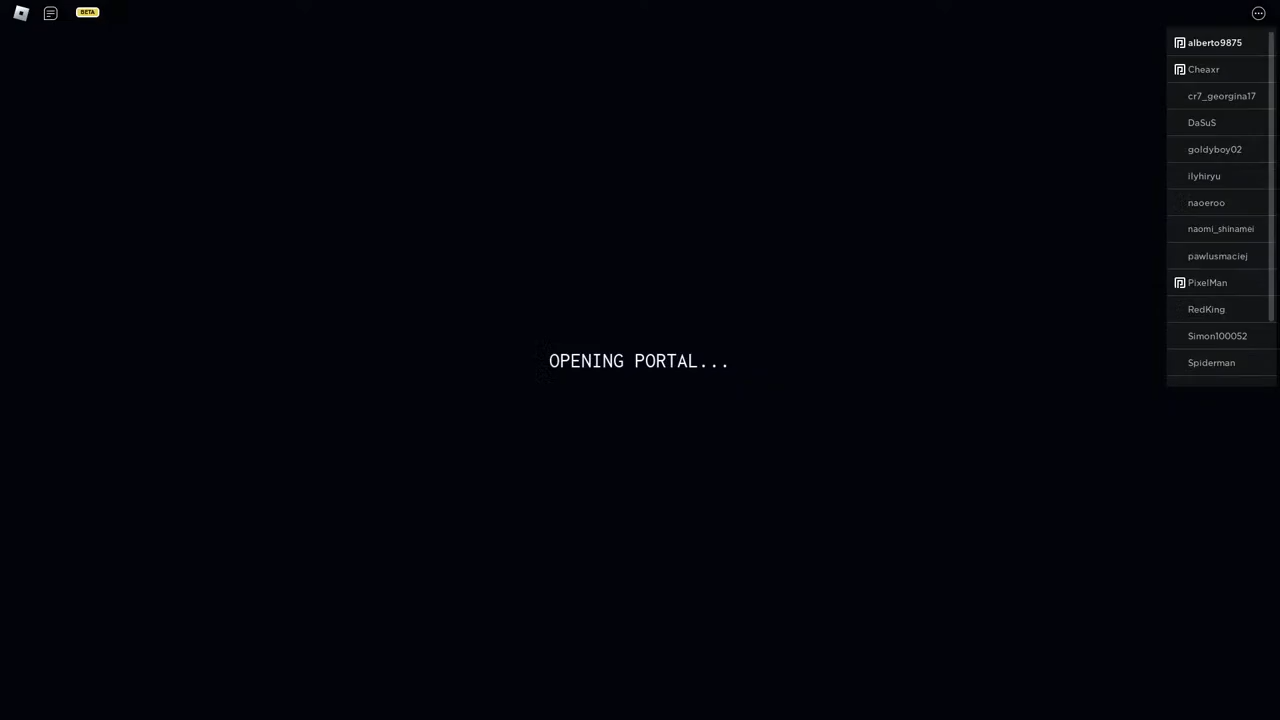 BETA
alberto9875
Cheaxr
cr7_georgina17
DaSuS
goldyboy02
ilyhiryu
naoeroo
naomi_shinamei
pawlusmaciej
PixelMan
RedKing
Simon100052
Spiderman
OPENING PORTAL...